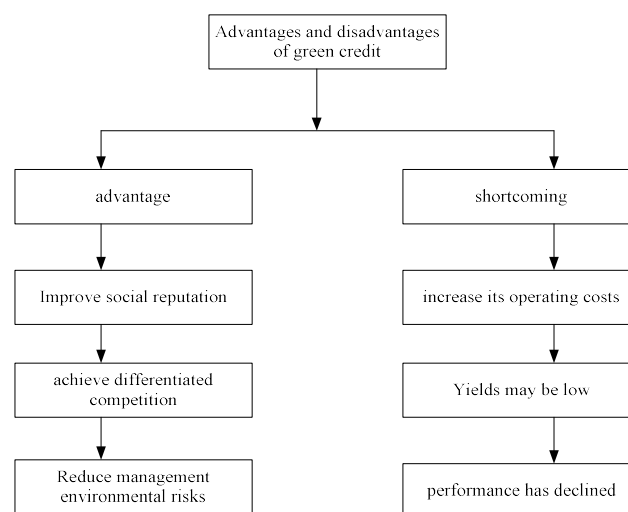 Advantages and disadvantages
of green credit
advantage
shortcoming
Improve social reputation
increase its operating costs
achieve differentiated
competition
Yields may be low
Reduce management
environmental risks
performance has declined